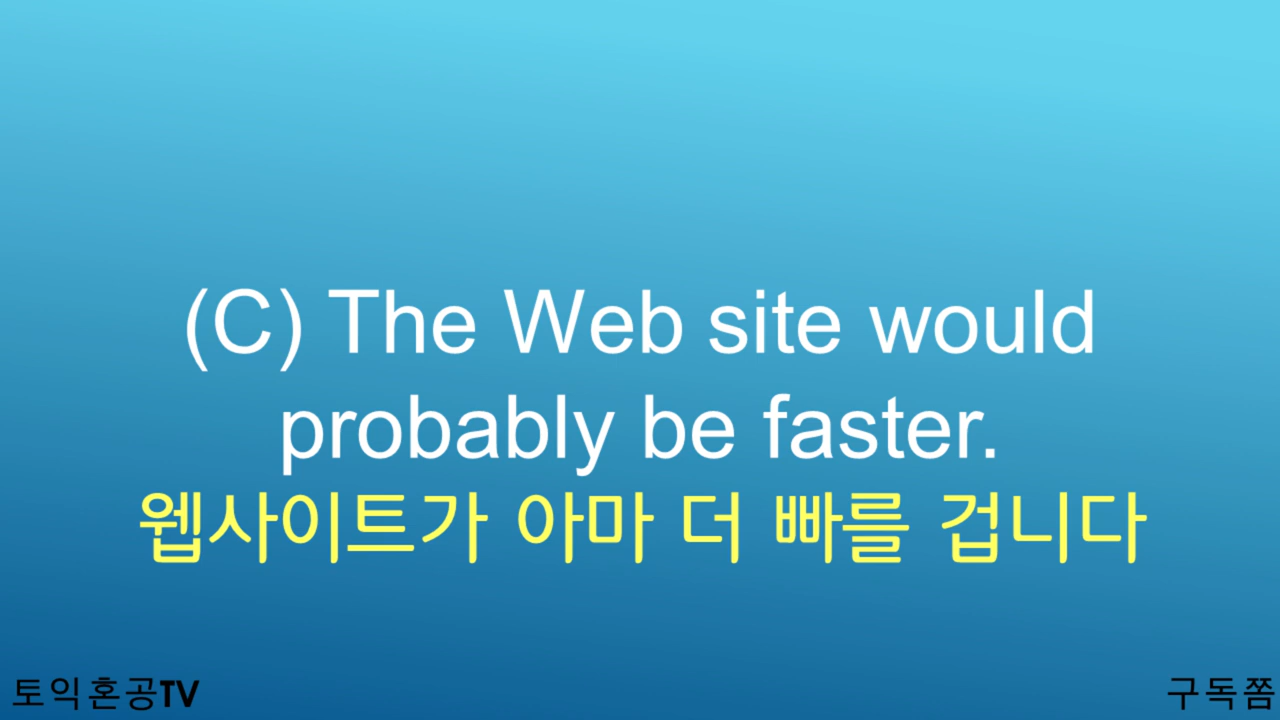 (C) The Web site would
probably be faster.
웹사이트가 아마 더 빠를 겁니다
토익혼공TV
구독쫌